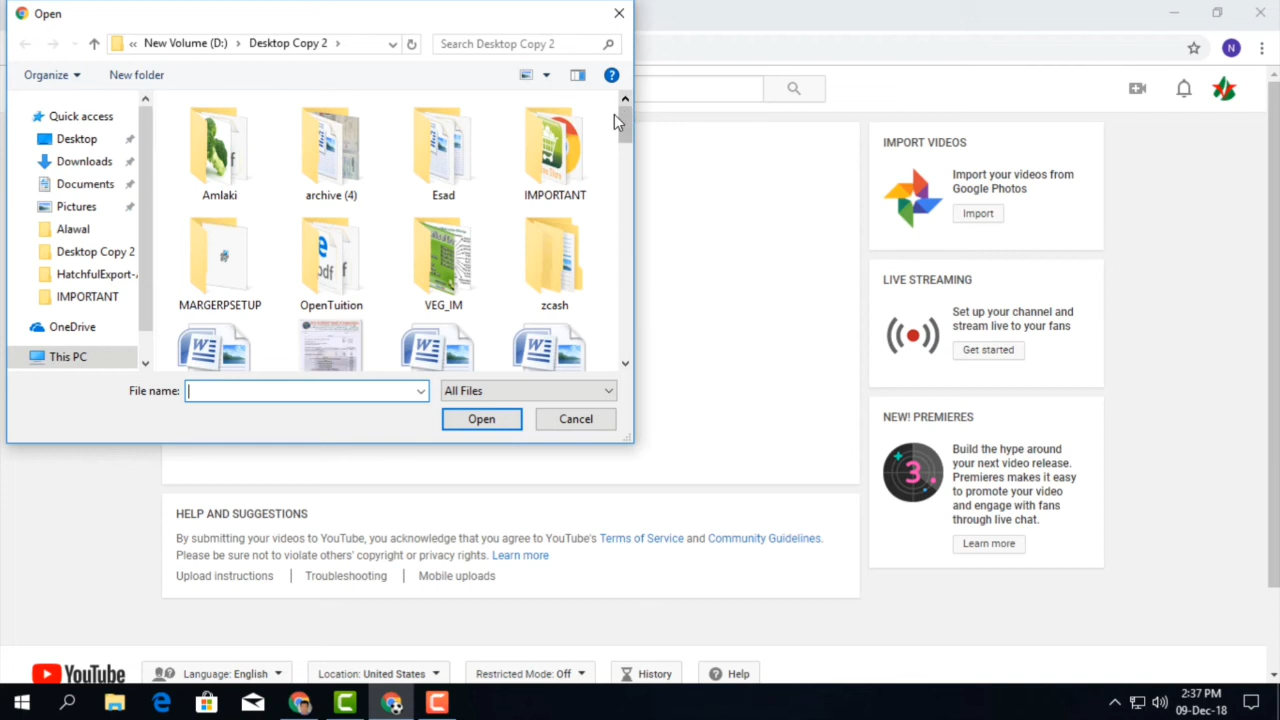 Open
« New Volume (D:) › Desktop Copy 2 ›
Search Desktop Copy 2
Organize
New folder
Quick access
Desktop
Downloads
Documents
Pictures
Alawal
Desktop Copy 2
HatchfulExport-
IMPORTANT
OneDrive
This PC
Amlaki
archive (4)
Esad
IMPORTANT
MARGERPSETUP
OpenTuition
VEG_IM
zcash
File name:
All Files
Open
Cancel
N
IMPORT VIDEOS
Import your videos from
Google Photos
Import
LIVE STREAMING
Set up your channel and
stream live to your fans
Get started
NEW! PREMIERES
3
Build the hype around
your next video release.
Premieres makes it easy
to promote your video
and engage with fans
through live chat.
Learn more
HELP AND SUGGESTIONS
By submitting your videos to YouTube, you acknowledge that you agree to YouTube's Terms of Service and Community Guidelines.
Please be sure not to violate others' copyright or privacy rights. Learn more
Upload instructions | Troubleshooting | Mobile uploads
YouTube
Language: English
Location: United States
Restricted Mode: Off
History
Help
2:37 PM
09-Dec-18